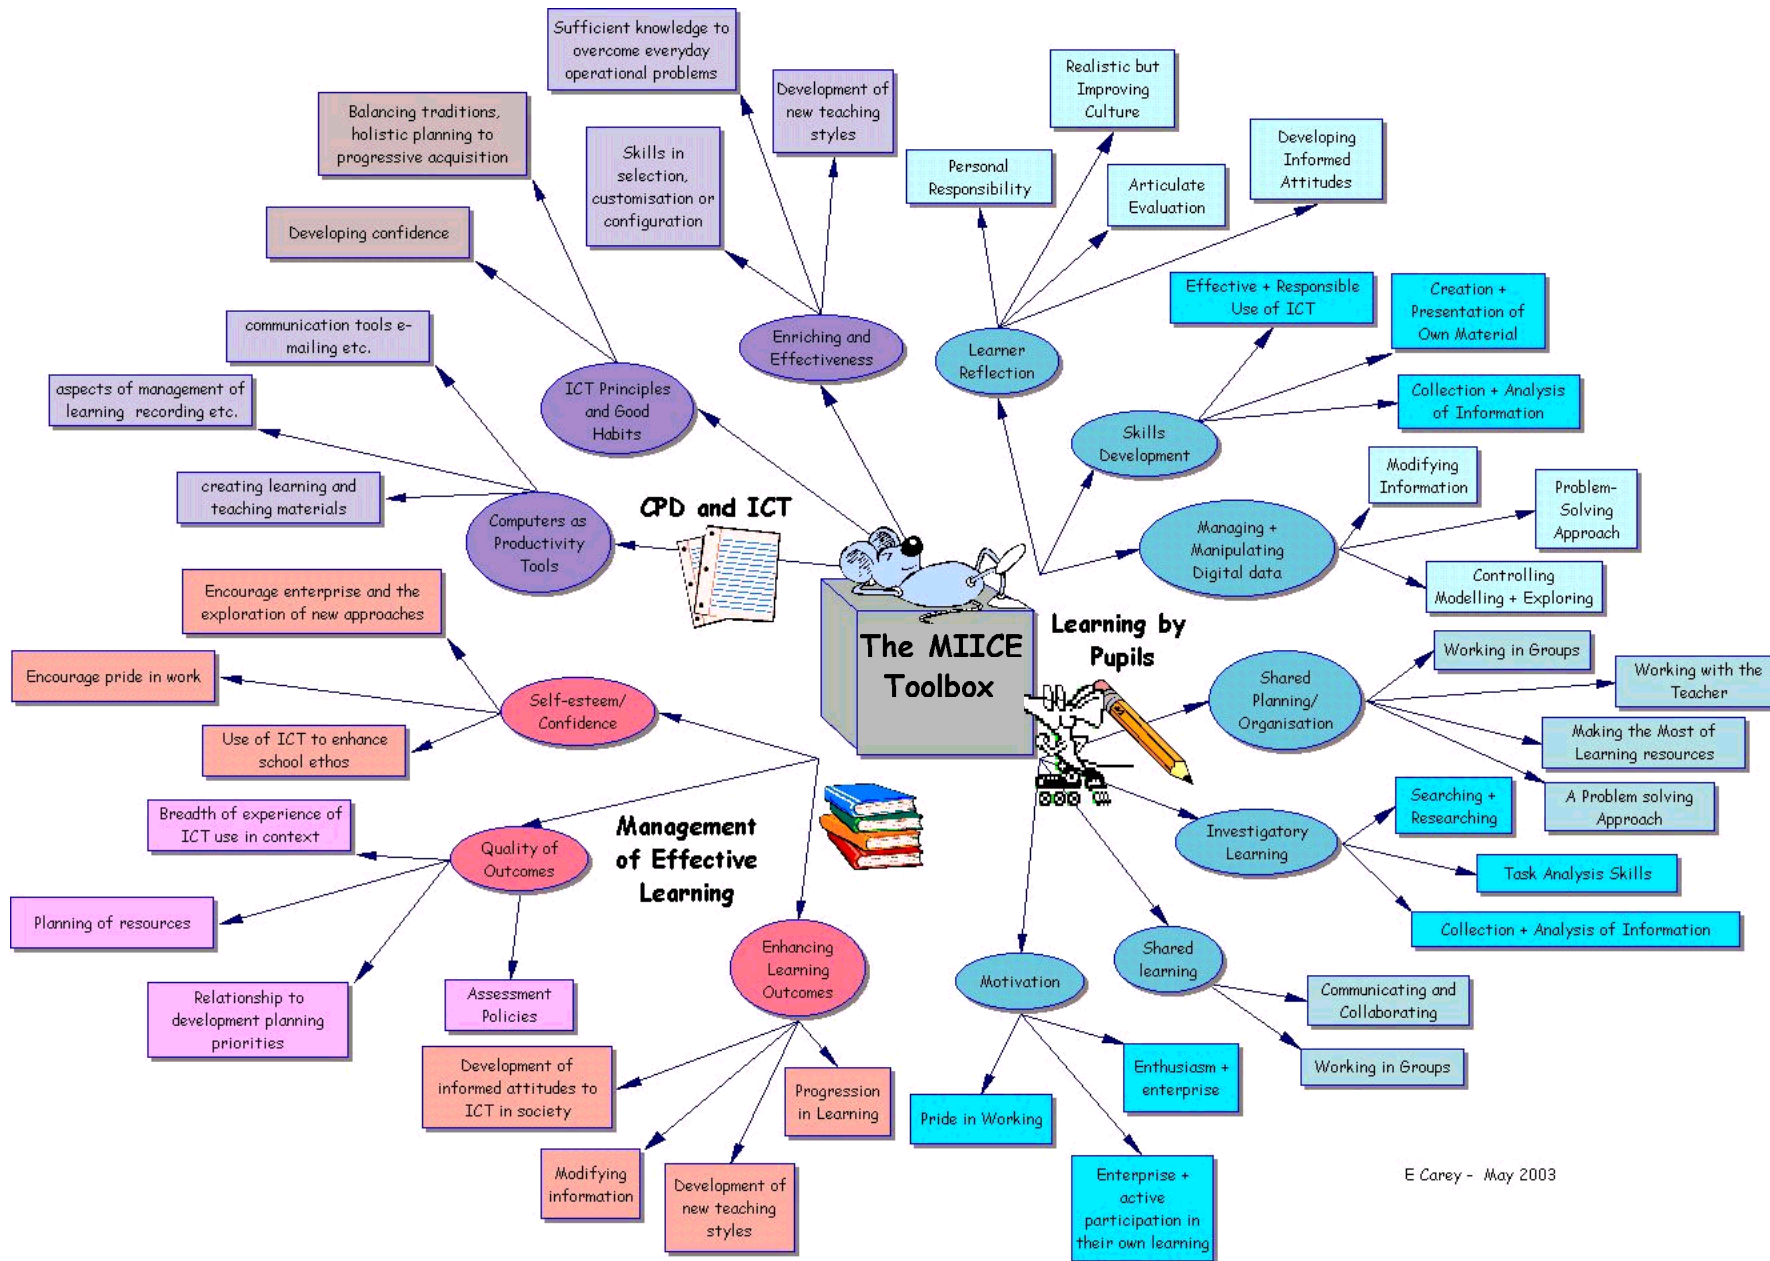 Sufficient knowledge to
overcome everyday
operational problems
Development of
new teaching
styles
Balancing traditions,
holistic planning to
progressive acquisition
Skills in
selection,
customisation or
configuration
Developing confidence
communication tools e-
mailing etc.
aspects of management of
learning recording etc.
creating learning and
teaching materials
Enriching and
Effectiveness
ICT Principles
and Good
Habits
Computers as
Productivity
Tools
CPD and ICT
Realistic but
Improving
Culture
Personal
Responsibility
Articulate
Evaluation
Developing
Informed
Attitudes
Learner
Reflection
Effective + Responsible
Use of ICT
Creation +
Presentation of
Own Material
Collection + Analysis
of Information
Skills
Development
Modifying
Information
Problem-
Solving
Approach
Controlling
Modelling + Exploring
Managing +
Manipulating
Digital data
The MIICE
Toolbox
Learning by
Pupils
Shared
Planning/
Organisation
Working in Groups
Working with the
Teacher
Making the Most of
Learning resources
A Problem solving
Approach
Investigatory
Learning
Searching +
Researching
Task Analysis Skills
Collection + Analysis of Information
Shared
learning
Communicating and
Collaborating
Working in Groups
Motivation
Enthusiasm +
enterprise
Pride in Working
Enterprise +
active
participation in
their own learning
Encourage enterprise and the
exploration of new approaches
Encourage pride in work
Use of ICT to enhance
school ethos
Self-esteem/
Confidence
Management
of Effective
Learning
Breadth of experience of
ICT use in context
Quality of
Outcomes
Planning of resources
Relationship to
development planning
priorities
Assessment
Policies
Enhancing
Learning
Outcomes
Development of
informed attitudes to
ICT in society
Progression
in Learning
Modifying
information
Development of
new teaching
styles
E Carey - May 2003